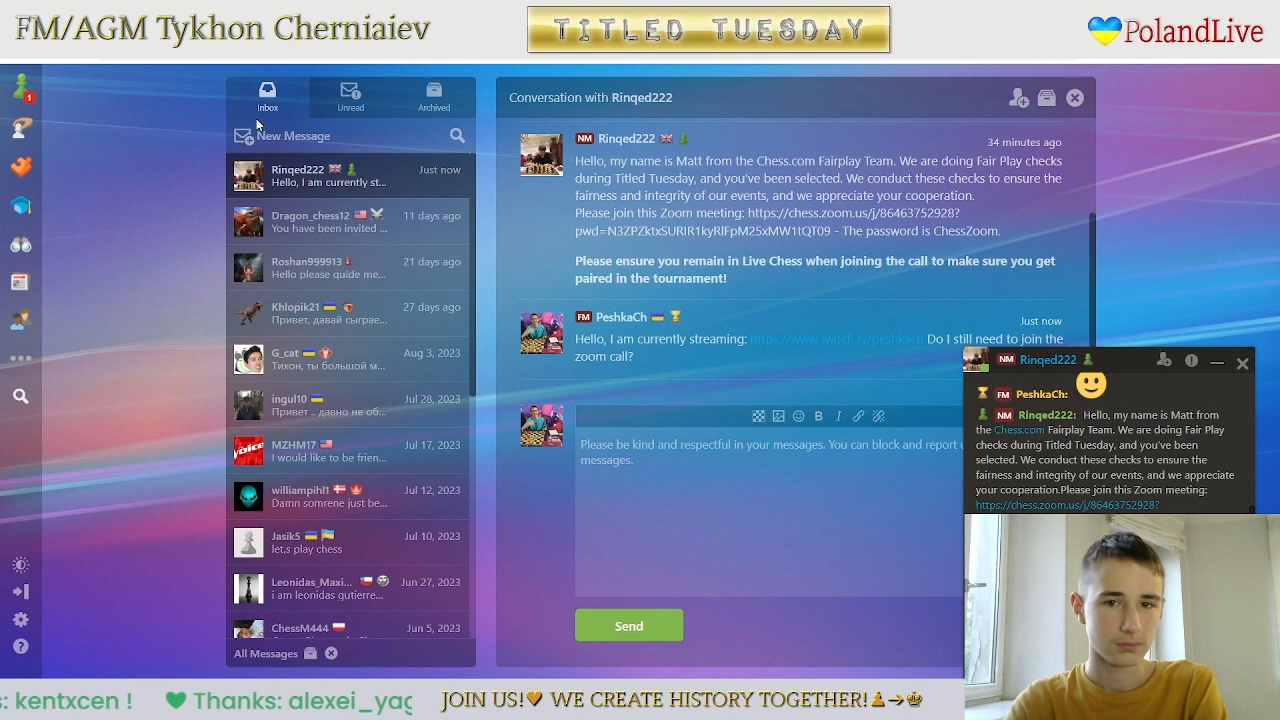 FM/AGM Tykhon Cherniaiev
TITLED TUESDAY
PolandLive
1
Inbox
Unread
Archived
New Message
Rinqed222
Just now
Hello, I am currently st...
Dragon_chess12
11 days ago
You have been invited ...
Roshan999913
21 days ago
Hello please quide me...
Khlopik21
27 days ago
Привет, давай сыграе...
G_cat
Aug 3, 2023
Тихон, ты большой м...
ingul10
Jul 28, 2023
Привет .. давно не об...
MZHM17
Jul 17, 2023
I would like to be frien...
williampihl1
Jul 12, 2023
Damn somrene just be...
Jasik5
Jul 10, 2023
let,s play chess
Leonidas_Maxi...
Jun 27, 2023
i am leonidas gutierre...
ChessM444
Jun 5, 2023
All Messages
Conversation with Rinqed222
NM Rinqed222
34 minutes ago
Hello, my name is Matt from the Chess.com Fairplay Team. We are doing Fair Play checks
during Titled Tuesday, and you've been selected. We conduct these checks to ensure the
fairness and integrity of our events, and we appreciate your cooperation.
Please join this Zoom meeting: https://chess.zoom.us/j/86463752928?
pwd=N3ZPZktxSURIR1kyRlFpM25xMW1tQT09 - The password is ChessZoom.
Please ensure you remain in Live Chess when joining the call to make sure you get
paired in the tournament!
FM PeshkaCh
Just now
Hello, I am currently streaming: https://www.twitch.tv/peshkach Do I still need to join the
zoom call?
B I
Please be kind and respectful in your messages. You can block and report
messages.
Send
NM Rinqed222
FM PeshkaCh:
NM Rinqed222: Hello, my name is Matt from
the Chess.com Fairplay Team. We are doing Fair Play
checks during Titled Tuesday, and you've been
selected. We conduct these checks to ensure the
fairness and integrity of our events, and we appreciate
your cooperation.Please join this Zoom meeting:
https://chess.zoom.us/j/86463752928?
s: kentxcen !
Thanks: alexei_yag
JOIN US! WE CREATE HISTORY TOGETHER!